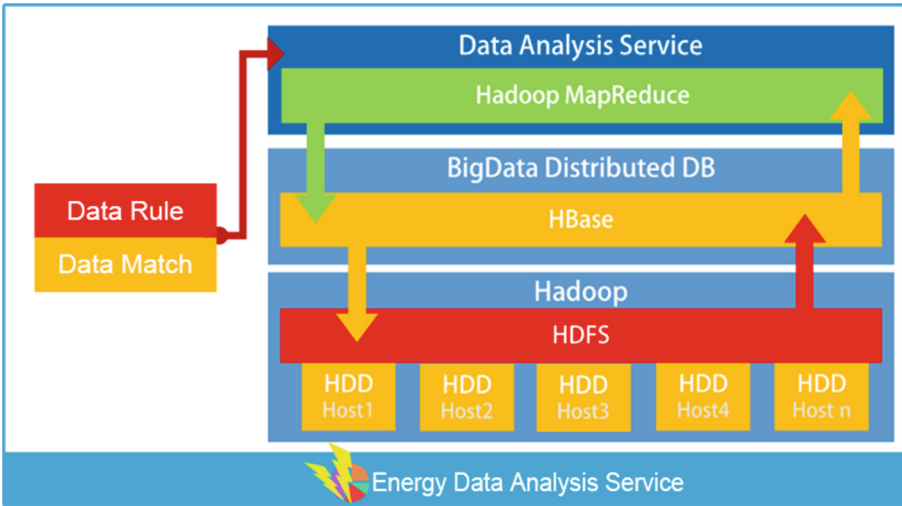 Data Analysis Service
Hadoop MapReduce
BigData Distributed DB
HBase
Data Rule
Data Match
Hadoop
HDFS
HDD HDD HDD HDD HDD
Host1 Host2 Host3 Host4 Host n
Energy Data Analysis Service